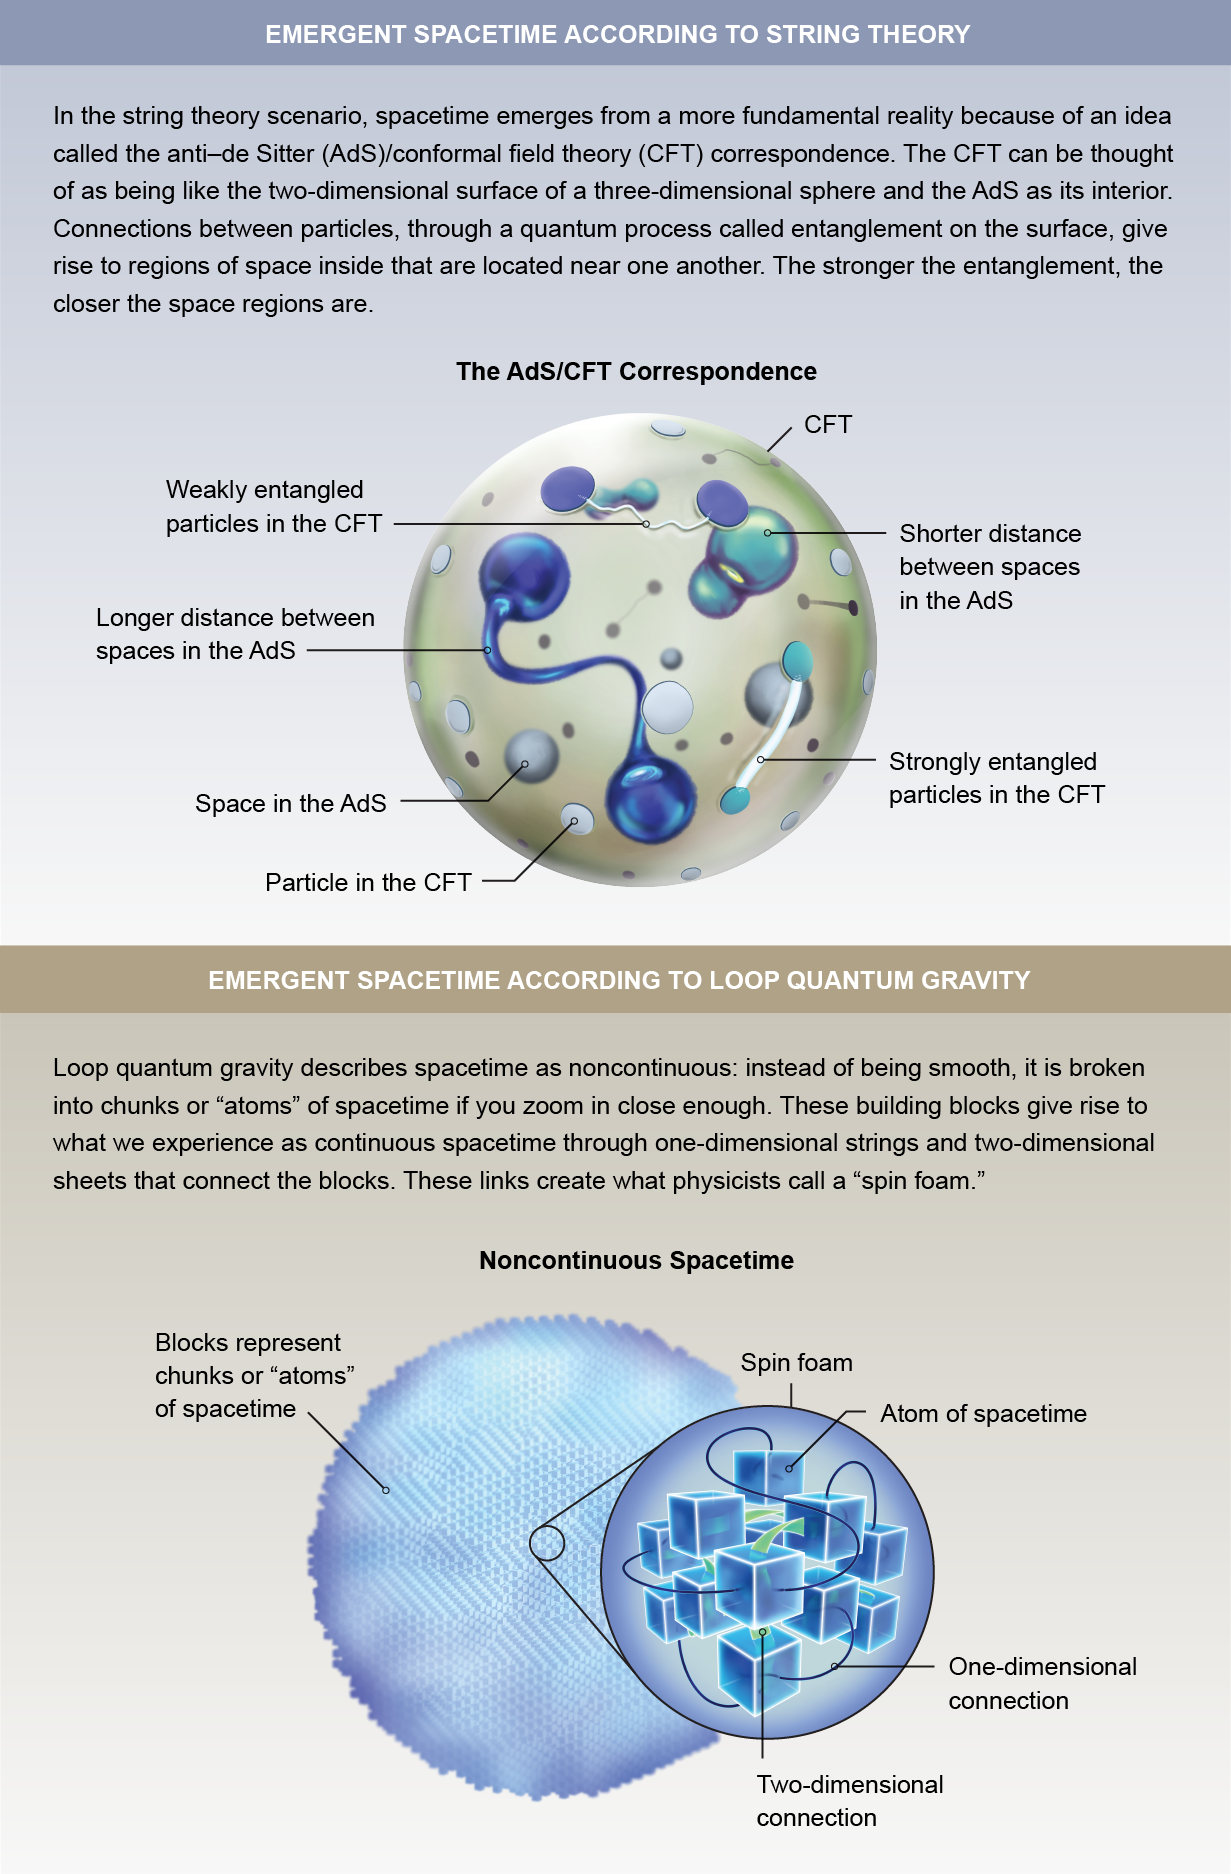 EMERGENT SPACETIME ACCORDING TO STRING THEORY
In the string theory scenario, spacetime emerges from a more fundamental reality because of an idea
called the anti–de Sitter (AdS)/conformal field theory (CFT) correspondence. The CFT can be thought
of as being like the two-dimensional surface of a three-dimensional sphere and the AdS as its interior.
Connections between particles, through a quantum process called entanglement on the surface, give
rise to regions of space inside that are located near one another. The stronger the entanglement, the
closer the space regions are.
The AdS/CFT Correspondence
CFT
Weakly entangled
particles in the CFT
Shorter distance
between spaces
in the AdS
Longer distance between
spaces in the AdS
Strongly entangled
particles in the CFT
Space in the AdS
Particle in the CFT
EMERGENT SPACETIME ACCORDING TO LOOP QUANTUM GRAVITY
Loop quantum gravity describes spacetime as noncontinuous: instead of being smooth, it is broken
into chunks or “atoms” of spacetime if you zoom in close enough. These building blocks give rise to
what we experience as continuous spacetime through one-dimensional strings and two-dimensional
sheets that connect the blocks. These links create what physicists call a “spin foam.”
Noncontinuous Spacetime
Blocks represent
chunks or “atoms”
of spacetime
Spin foam
Atom of spacetime
One-dimensional
connection
Two-dimensional
connection